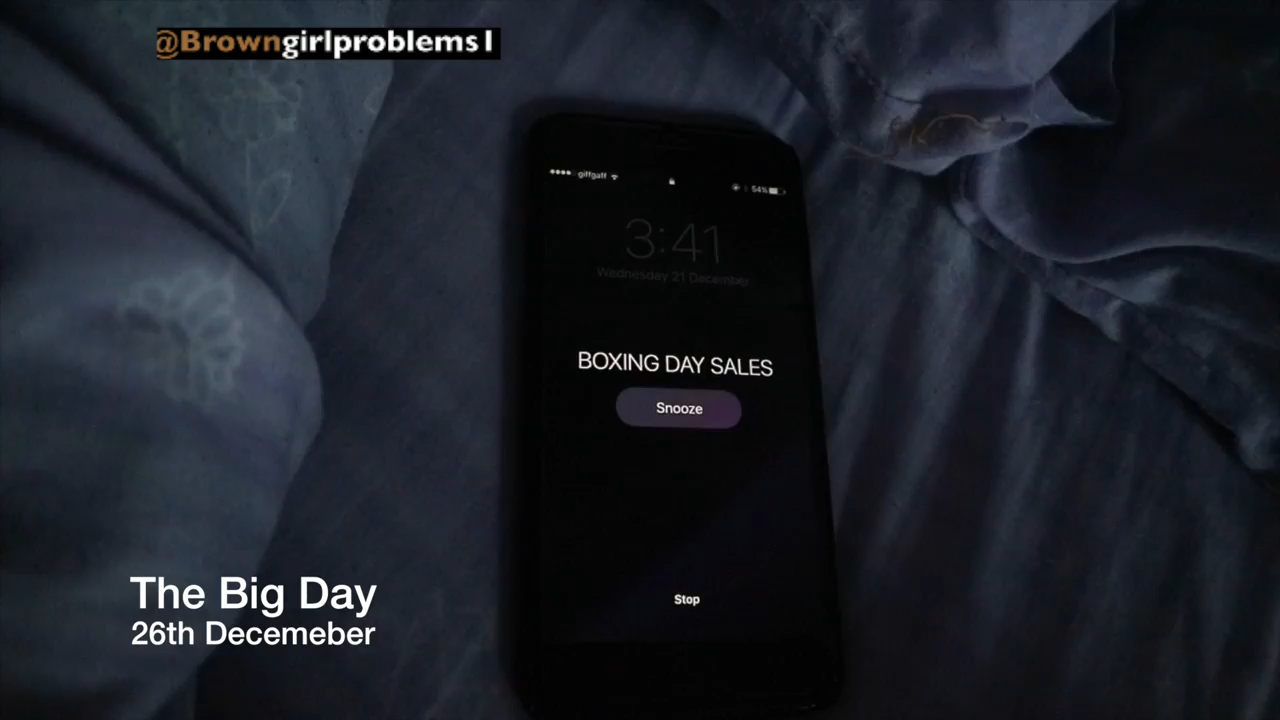 @Browngirlproblems1
giffgaff
54%
3:41
Wednesday 21 December
BOXING DAY SALES
Snooze
Stop
The Big Day
26th Decemeber